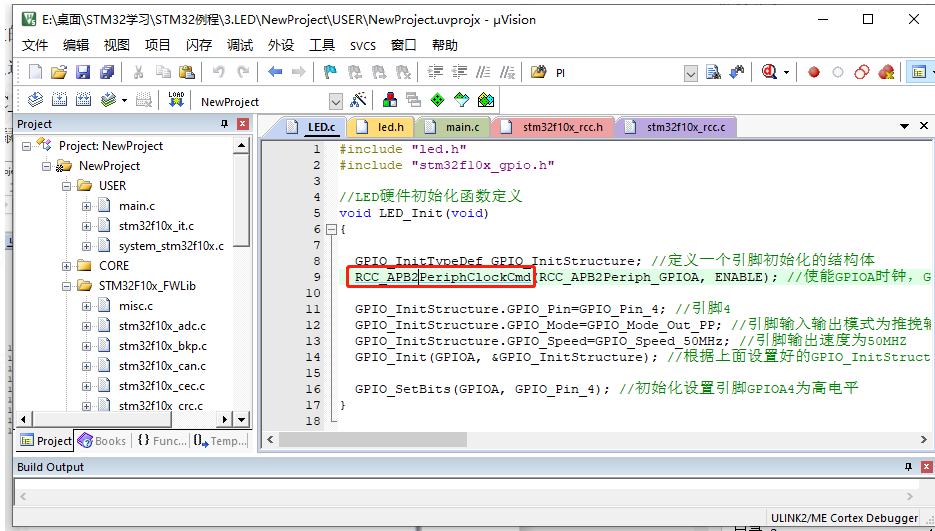 E:\桌面\STM32学习\STM32例程\3.LED\NewProject\USER\NewProject.uvprojx - µVision
文件 编辑 视图 项目 闪存 调试 外设 工具 SVCS 窗口 帮助
PI
LOAD NewProject
Project
LED.c led.h main.c stm32f10x_rcc.h stm32f10x_rcc.c
Project: NewProject
NewProject
USER
main.c
stm32f10x_it.c
system_stm32f10x.c
CORE
STM32F10x_FWLib
misc.c
stm32f10x_adc.c
stm32f10x_bkp.c
stm32f10x_can.c
stm32f10x_cec.c
stm32f10x_crc.c
Project Books {} Func... Temp...
1 #include "led.h"
2 #include "stm32f10x_gpio.h"
3
4 //LED硬件初始化函数定义
5 void LED_Init(void)
6 {
7
8 GPIO_InitTypeDef GPIO_InitStructure; //定义一个引脚初始化的结构体
9 RCC_APB2PeriphClockCmd(RCC_APB2Periph_GPIOA, ENABLE); //使能GPIOA时钟，G
10
11 GPIO_InitStructure.GPIO_Pin=GPIO_Pin_4; //引脚4
12 GPIO_InitStructure.GPIO_Mode=GPIO_Mode_Out_PP; //引脚输入输出模式为推挽输
13 GPIO_InitStructure.GPIO_Speed=GPIO_Speed_50MHz; //引脚输出速度为50MHZ
14 GPIO_Init(GPIOA, &GPIO_InitStructure); //根据上面设置好的GPIO_InitStruct
15
16 GPIO_SetBits(GPIOA, GPIO_Pin_4); //初始化设置引脚GPIOA4为高电平
17 }
18
Build Output
ULINK2/ME Cortex Debugger